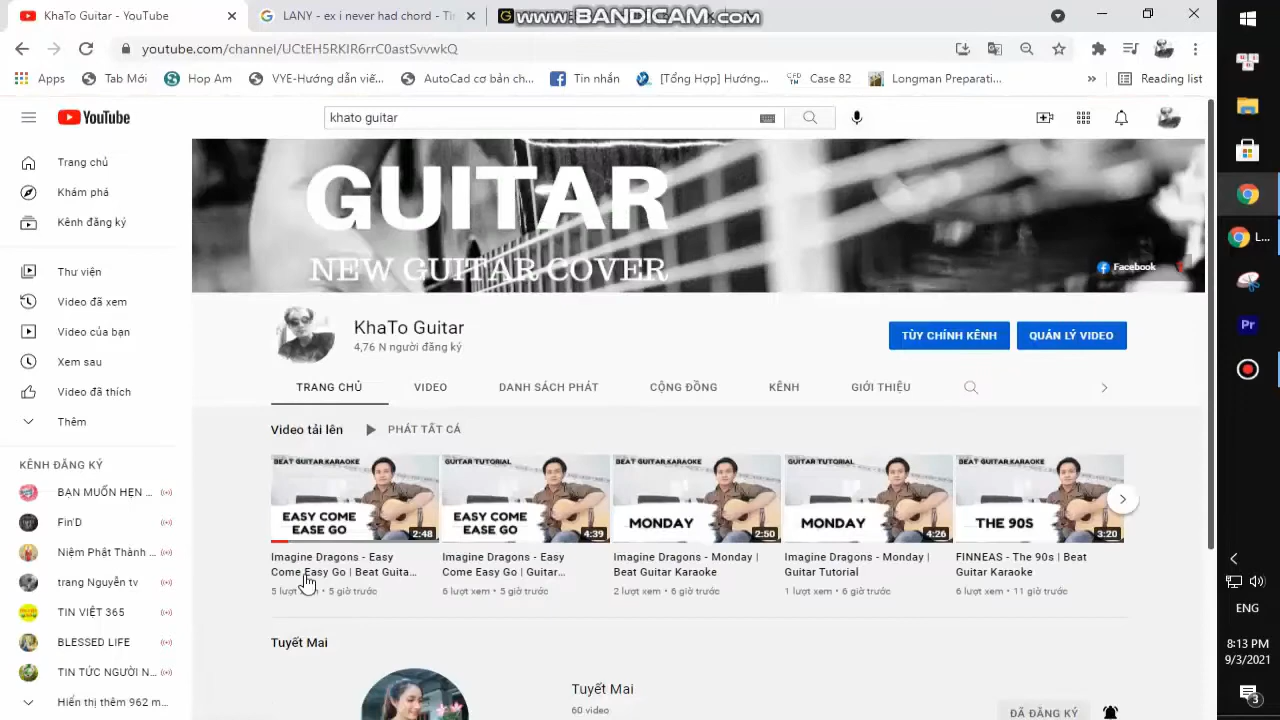 KhaTo Guitar - YouTube
LANY - ex i never had chord - Tì
www.BANDICAM.com
youtube.com/channel/UCtEH5RKIR6rrC0astSvvwkQ
Apps
Tab Mới
Hop Am
VYE-Hướng dẫn viế...
AutoCad cơ bản ch...
Tin nhắn
[Tổng Hợp] Hướng...
Case 82
Longman Preparati...
»
Reading list
YouTube
khato guitar
Trang chủ
Khám phá
Kênh đăng ký
Thư viện
Video đã xem
Video của bạn
Xem sau
Video đã thích
Thêm
KÊNH ĐĂNG KÝ
BẠN MUỐN HẸN ...
Fin'D
Niệm Phật Thành ...
trang Nguyễn tv
TIN VIỆT 365
BLESSED LIFE
TIN TỨC NGƯỜI N...
Hiển thị thêm 962 m...
GUITAR
NEW GUITAR COVER
Facebook
KhaTo Guitar
4,76 N người đăng ký
TÙY CHỈNH KÊNH
QUẢN LÝ VIDEO
TRANG CHỦ
VIDEO
DANH SÁCH PHÁT
CỘNG ĐỒNG
KÊNH
GIỚI THIỆU
Video tải lên
PHÁT TẤT CẢ
BEAT GUITAR KARAOKE
EASY COME
EASE GO
2:48
Imagine Dragons - Easy
Come Easy Go | Beat Guita...
5 lượt xem • 5 giờ trước
GUITAR TUTORIAL
EASY COME
EASE GO
4:39
Imagine Dragons - Easy
Come Easy Go | Guitar...
6 lượt xem • 5 giờ trước
BEAT GUITAR KARAOKE
MONDAY
2:50
Imagine Dragons - Monday |
Beat Guitar Karaoke
2 lượt xem • 6 giờ trước
GUITAR TUTORIAL
MONDAY
4:26
Imagine Dragons - Monday |
Guitar Tutorial
1 lượt xem • 6 giờ trước
BEAT GUITAR KARAOKE
THE 90S
3:20
FINNEAS - The 90s | Beat
Guitar Karaoke
6 lượt xem • 11 giờ trước
Tuyết Mai
Tuyết Mai
60 video
ĐÃ ĐĂNG KÝ
L...
Pr
ENG
8:13 PM
9/3/2021
3